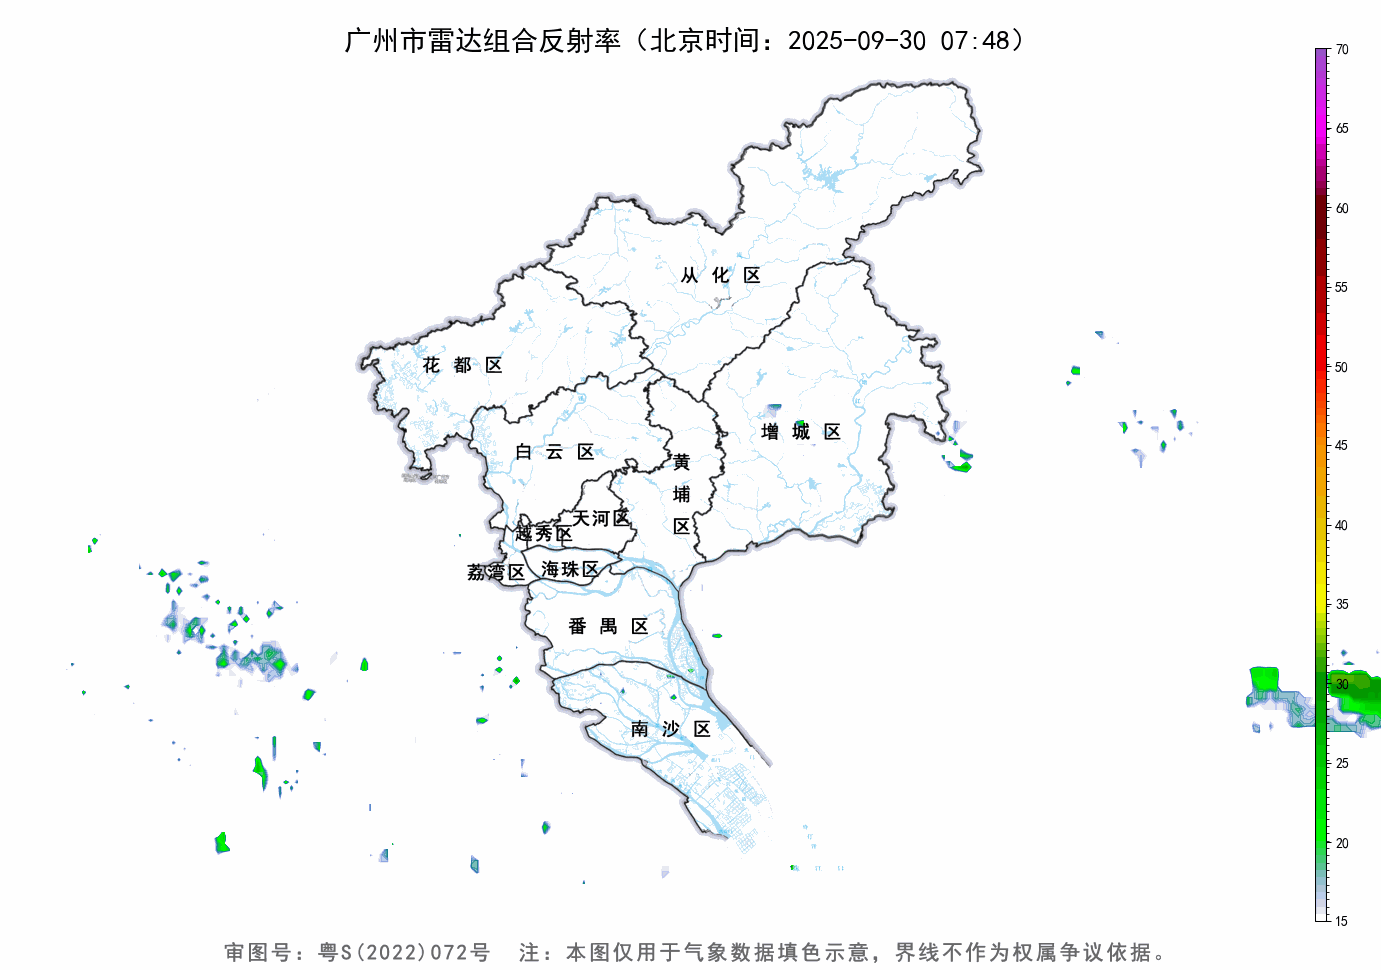 广州市雷达组合反射率（北京时间：2025-09-30 07:48）
70
65
60
55
50
45
40
35
30
25
20
15
从化区
花都区
增城区
白云区
黄埔区
天河区
越秀区
海珠区
荔湾区
番禺区
南沙区
审图号：粤S(2022)072号 注：本图仅用于气象数据填色示意，界线不作为权属争议依据。